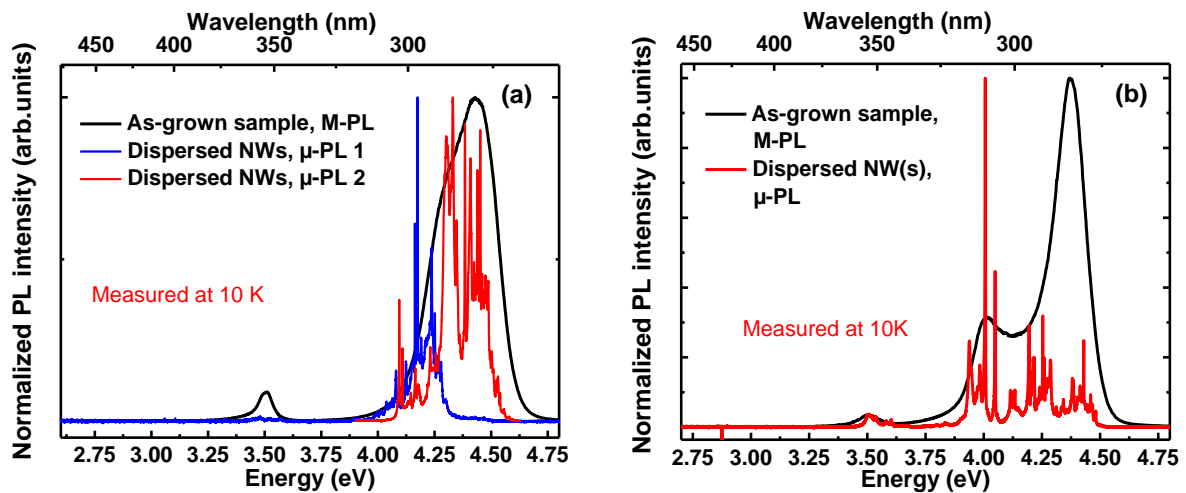 Wavelength (nm)
450 400 350 300
(a)
As-grown sample, M-PL
Dispersed NWs, μ-PL 1
Dispersed NWs, μ-PL 2
Measured at 10 K
Normalized PL intensity (arb.units)
2.75 3.00 3.25 3.50 3.75 4.00 4.25 4.50 4.75
Energy (eV)
Wavelength (nm)
450 400 350 300
(b)
As-grown sample,
M-PL
Dispersed NW(s),
μ-PL
Measured at 10K
Normalized PL intensity (arb.units)
2.75 3.00 3.25 3.50 3.75 4.00 4.25 4.50 4.75
Energy (eV)